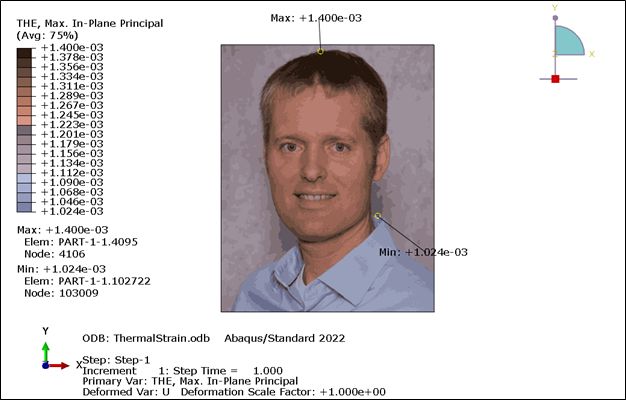 THE, Max. In-Plane Principal
(Avg: 75%)
+1.400e-03
+1.378e-03
+1.356e-03
+1.334e-03
+1.311e-03
+1.289e-03
+1.267e-03
+1.245e-03
+1.223e-03
+1.201e-03
+1.179e-03
+1.156e-03
+1.134e-03
+1.112e-03
+1.090e-03
+1.068e-03
+1.046e-03
+1.024e-03
Max: +1.400e-03
Elem: PART-1-1.4095
Node: 4106
Min: +1.024e-03
Elem: PART-1-1.102722
Node: 103009
Max: +1.400e-03
Min: +1.024e-03
Y
Z
X
Y
X
ODB: ThermalStrain.odb    Abaqus/Standard 2022
Step: Step-1
Increment     1: Step Time =    1.000
Primary Var: THE, Max. In-Plane Principal
Deformed Var: U   Deformation Scale Factor: +1.000e+00